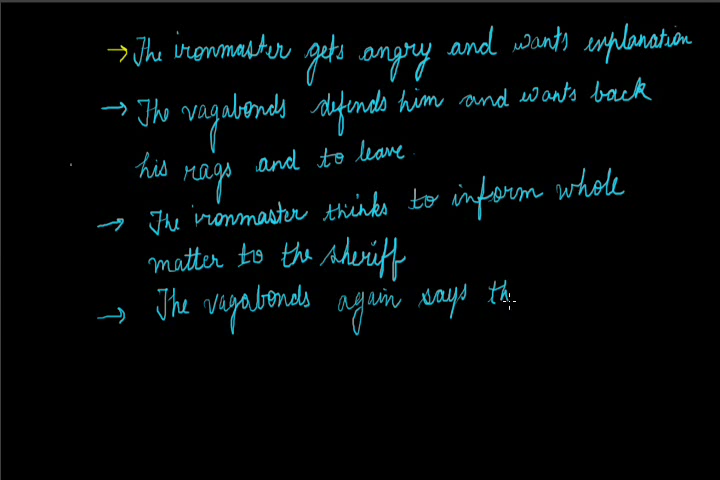 → The ironmaster gets angry and wants explanation
→ The vagabonds defends him and wants back
his rags and to leave.
→ The ironmaster thinks to inform whole
matter to the sheriff
→ The vagabonds again says th